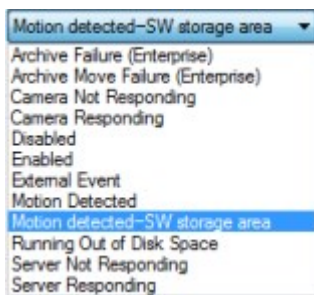 Motion detected-SW storage area
Archive Failure (Enterprise)
Archive Move Failure (Enterprise)
Camera Not Responding
Camera Responding
Disabled
Enabled
External Event
Motion Detected
Motion detected-SW storage area
Running Out of Disk Space
Server Not Responding
Server Responding